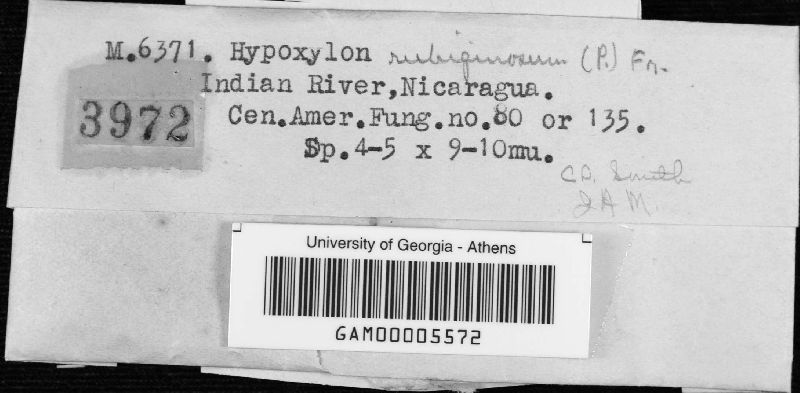 M.6371. Hypoxylon rubiginosum (P.) Fr.
Indian River, Nicaragua.
3972
Cen.Amer.Fung.no.80 or 135.
Sp.4-5 x 9-10mu.
C.D. Smith
J A M.
University of Georgia - Athens
GAM00005572